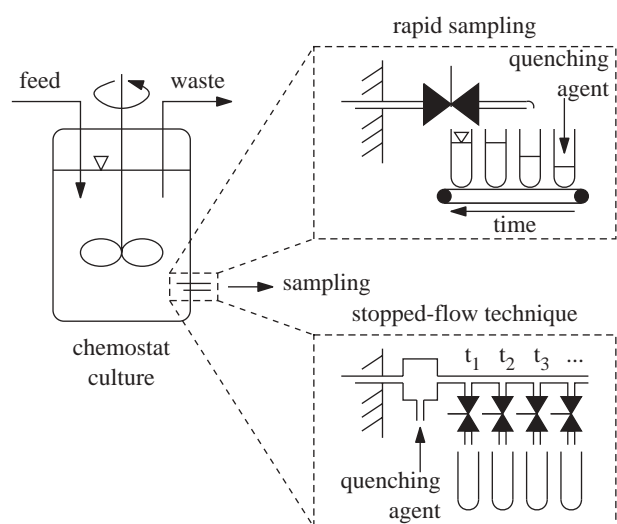 rapid sampling
feed
waste
quenching
agent
time
sampling
chemostat
culture
stopped-flow technique
t1 t2 t3 ...
quenching
agent